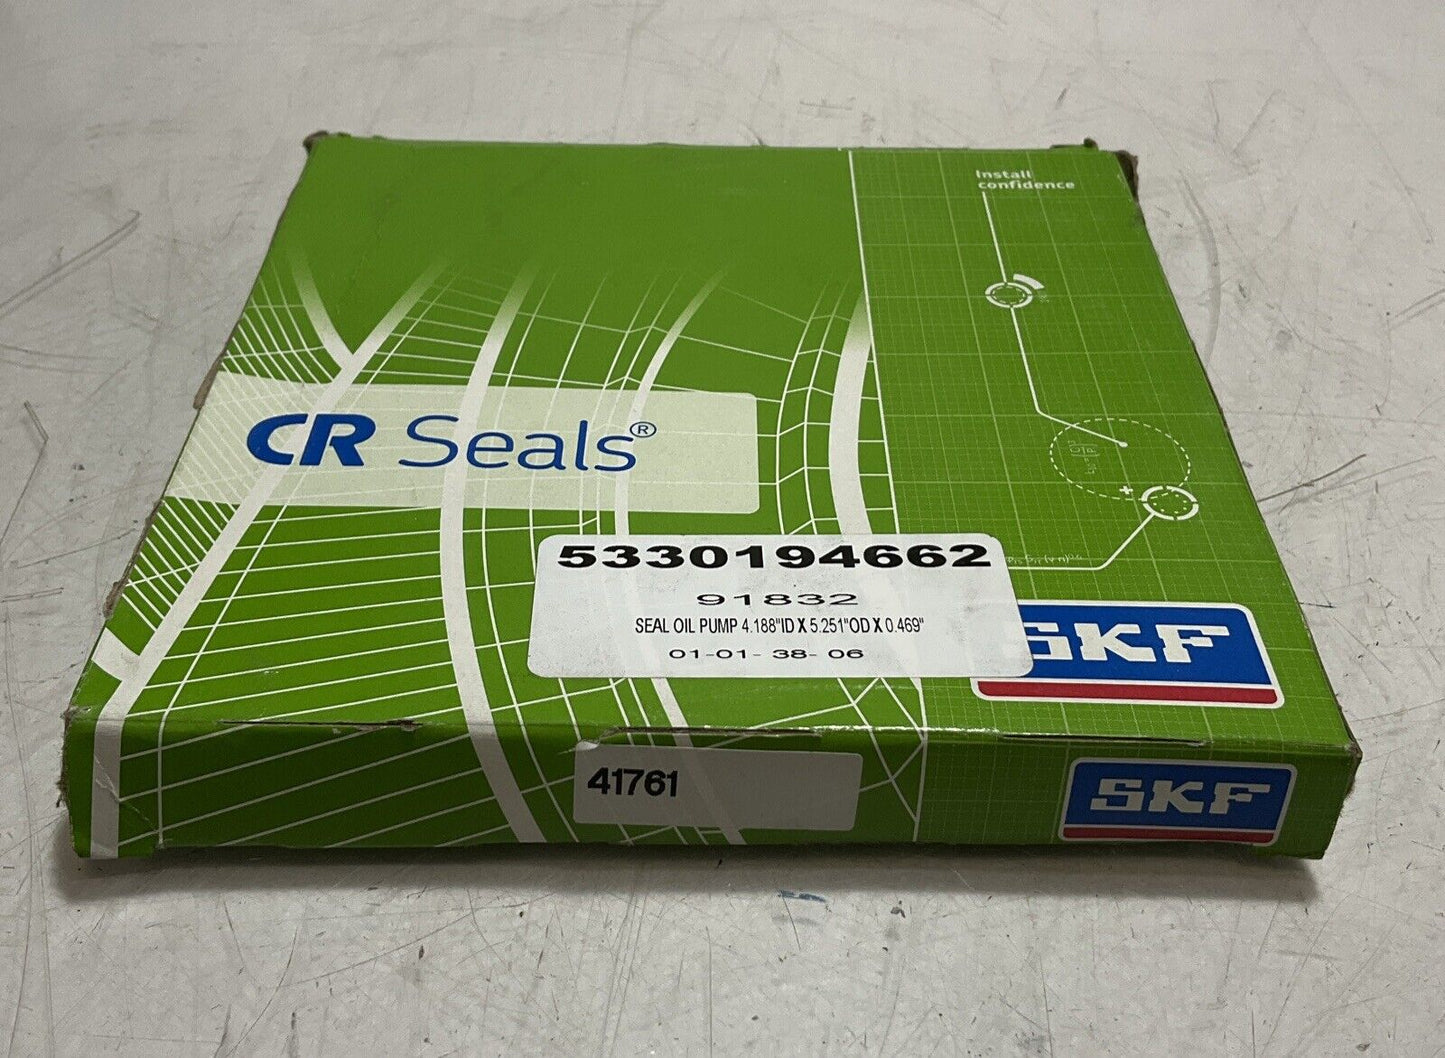 Install
confidence
CR Seals®
5330194662
91832
SEAL OIL PUMP 4.188"ID X 5.251"OD X 0.469"
01-01- 38- 06
SKF
41761
SKF